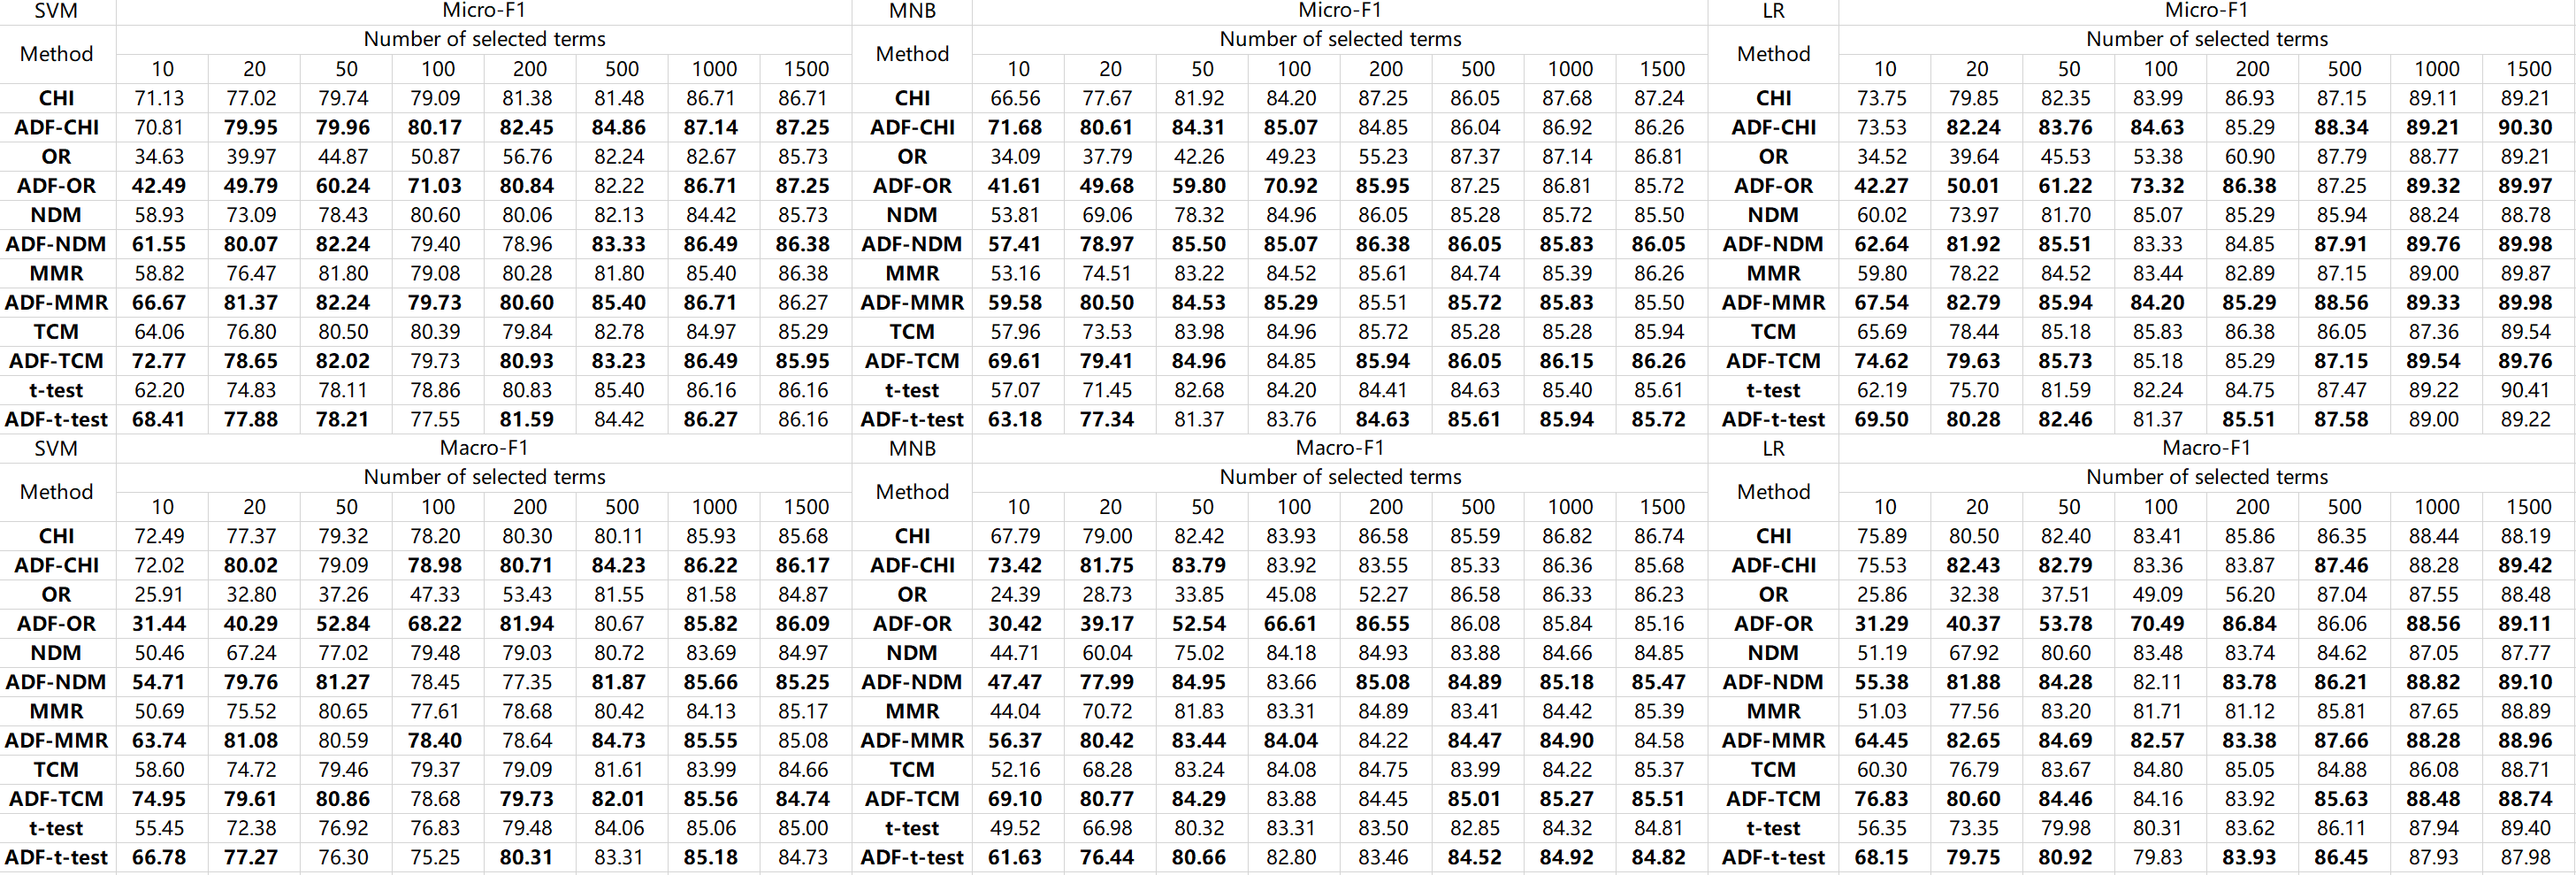 SVM Micro-F1 MNB Micro-F1 LR Micro-F1
Method Number of selected terms Method Number of selected terms Method Number of selected terms
10 20 50 100 200 500 1000 1500 10 20 50 100 200 500 1000 1500 10 20 50 100 200 500 1000 1500
CHI 71.13 77.02 79.74 79.09 81.38 81.48 86.71 86.71 CHI 66.56 77.67 81.92 84.20 87.25 86.05 87.68 87.24 CHI 73.75 79.85 82.35 83.99 86.93 87.15 89.11 89.21
ADF-CHI 70.81 79.95 79.96 80.17 82.45 84.86 87.14 87.25 ADF-CHI 71.68 80.61 84.31 85.07 84.85 86.04 86.92 86.26 ADF-CHI 73.53 82.24 83.76 84.63 85.29 88.34 89.21 90.30
OR 34.63 39.97 44.87 50.87 56.76 82.24 82.67 85.73 OR 34.09 37.79 42.26 49.23 55.23 87.37 87.14 86.81 OR 34.52 39.64 45.53 53.38 60.90 87.79 88.77 89.21
ADF-OR 42.49 49.79 60.24 71.03 80.84 82.22 86.71 87.25 ADF-OR 41.61 49.68 59.80 70.92 85.95 87.25 86.81 85.72 ADF-OR 42.27 50.01 61.22 73.32 86.38 87.25 89.32 89.97
NDM 58.93 73.09 78.43 80.60 80.06 82.13 84.42 85.73 NDM 53.81 69.06 78.32 84.96 86.05 85.28 85.72 85.50 NDM 60.02 73.97 81.70 85.07 85.29 85.94 88.24 88.78
ADF-NDM 61.55 80.07 82.24 79.40 78.96 83.33 86.49 86.38 ADF-NDM 57.41 78.97 85.50 85.07 86.38 86.05 85.83 86.05 ADF-NDM 62.64 81.92 85.51 83.33 84.85 87.91 89.76 89.98
MMR 58.82 76.47 81.80 79.08 80.28 81.80 85.40 86.38 MMR 53.16 74.51 83.22 84.52 85.61 84.74 85.39 86.26 MMR 59.80 78.22 84.52 83.44 82.89 87.15 89.00 89.87
ADF-MMR 66.67 81.37 82.24 79.73 80.60 85.40 86.71 86.27 ADF-MMR 59.58 80.50 84.53 85.29 85.51 85.72 85.83 85.50 ADF-MMR 67.54 82.79 85.94 84.20 85.29 88.56 89.33 89.98
TCM 64.06 76.80 80.50 80.39 79.84 82.78 84.97 85.29 TCM 57.96 73.53 83.98 84.96 85.72 85.28 85.28 85.94 TCM 65.69 78.44 85.18 85.83 86.38 86.05 87.36 89.54
ADF-TCM 72.77 78.65 82.02 79.73 80.93 83.23 86.49 85.95 ADF-TCM 69.61 79.41 84.96 84.85 85.94 86.05 86.15 86.26 ADF-TCM 74.62 79.63 85.73 85.18 85.29 87.15 89.54 89.76
t-test 62.20 74.83 78.11 78.86 80.83 85.40 86.16 86.16 t-test 57.07 71.45 82.68 84.20 84.41 84.63 85.40 85.61 t-test 62.19 75.70 81.59 82.24 84.75 87.47 89.22 90.41
ADF-t-test 68.41 77.88 78.21 77.55 81.59 84.42 86.27 86.16 ADF-t-test 63.18 77.34 81.37 83.76 84.63 85.61 85.94 85.72 ADF-t-test 69.50 80.28 82.46 81.37 85.51 87.58 89.00 89.22
SVM Macro-F1 MNB Macro-F1 LR Macro-F1
Method Number of selected terms Method Number of selected terms Method Number of selected terms
10 20 50 100 200 500 1000 1500 10 20 50 100 200 500 1000 1500 10 20 50 100 200 500 1000 1500
CHI 72.49 77.37 79.32 78.20 80.30 80.11 85.93 85.68 CHI 67.79 79.00 82.42 83.93 86.58 85.59 86.82 86.74 CHI 75.89 80.50 82.40 83.41 85.86 86.35 88.44 88.19
ADF-CHI 72.02 80.02 79.09 78.98 80.71 84.23 86.22 86.17 ADF-CHI 73.42 81.75 83.79 83.92 83.55 85.33 86.36 85.68 ADF-CHI 75.53 82.43 82.79 83.36 83.87 87.46 88.28 89.42
OR 25.91 32.80 37.26 47.33 53.43 81.55 81.58 84.87 OR 24.39 28.73 33.85 45.08 52.27 86.58 86.33 86.23 OR 25.86 32.38 37.51 49.09 56.20 87.04 87.55 88.48
ADF-OR 31.44 40.29 52.84 68.22 81.94 80.67 85.82 86.09 ADF-OR 30.42 39.17 52.54 66.61 86.55 86.08 85.84 85.16 ADF-OR 31.29 40.37 53.78 70.49 86.84 86.06 88.56 89.11
NDM 50.46 67.24 77.02 79.48 79.03 80.72 83.69 84.97 NDM 44.71 60.04 75.02 84.18 84.93 83.88 84.66 84.85 NDM 51.19 67.92 80.60 83.48 83.74 84.62 87.05 87.77
ADF-NDM 54.71 79.76 81.27 78.45 77.35 81.87 85.66 85.25 ADF-NDM 47.47 77.99 84.95 83.66 85.08 84.89 85.18 85.47 ADF-NDM 55.38 81.88 84.28 82.11 83.78 86.21 88.82 89.10
MMR 50.69 75.52 80.65 77.61 78.68 80.42 84.13 85.17 MMR 44.04 70.72 81.83 83.31 84.89 83.41 84.42 85.39 MMR 51.03 77.56 83.20 81.71 81.12 85.81 87.65 88.89
ADF-MMR 63.74 81.08 80.59 78.40 78.64 84.73 85.55 85.08 ADF-MMR 56.37 80.42 83.44 84.04 84.22 84.47 84.90 84.58 ADF-MMR 64.45 82.65 84.69 82.57 83.38 87.66 88.28 88.96
TCM 58.60 74.72 79.46 79.37 79.09 81.61 83.99 84.66 TCM 52.16 68.28 83.24 84.08 84.75 83.99 84.22 85.37 TCM 60.30 76.79 83.67 84.80 85.05 84.88 86.08 88.71
ADF-TCM 74.95 79.61 80.86 78.68 79.73 82.01 85.56 84.74 ADF-TCM 69.10 80.77 84.29 83.88 84.45 85.01 85.27 85.51 ADF-TCM 76.83 80.60 84.46 84.16 83.92 85.63 88.48 88.74
t-test 55.45 72.38 76.92 76.83 79.48 84.06 85.06 85.00 t-test 49.52 66.98 80.32 83.31 83.50 82.85 84.32 84.81 t-test 56.35 73.35 79.98 80.31 83.62 86.11 87.94 89.40
ADF-t-test 66.78 77.27 76.30 75.25 80.31 83.31 85.18 84.73 ADF-t-test 61.63 76.44 80.66 82.80 83.46 84.52 84.92 84.82 ADF-t-test 68.15 79.75 80.92 79.83 83.93 86.45 87.93 87.98